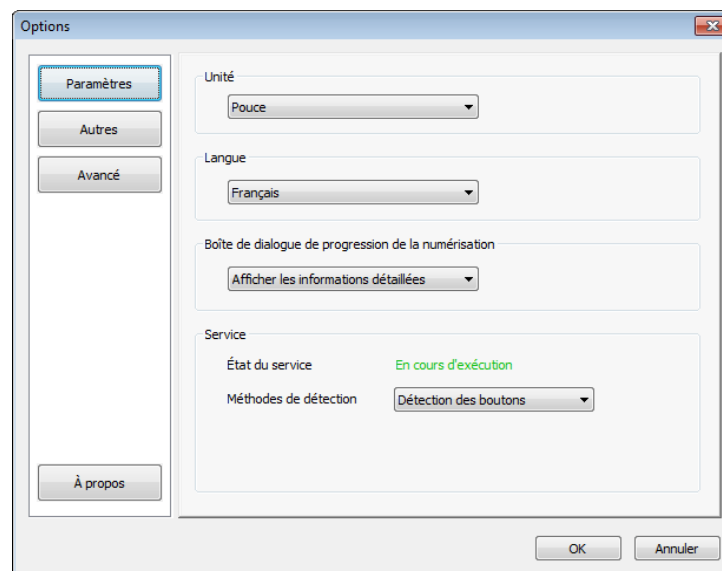 Options
Paramètres
Autres
Avancé
À propos
Unité
Pouce
Langue
Français
Boîte de dialogue de progression de la numérisation
Afficher les informations détaillées
Service
État du service En cours d'exécution
Méthodes de détection Détection des boutons
OK Annuler